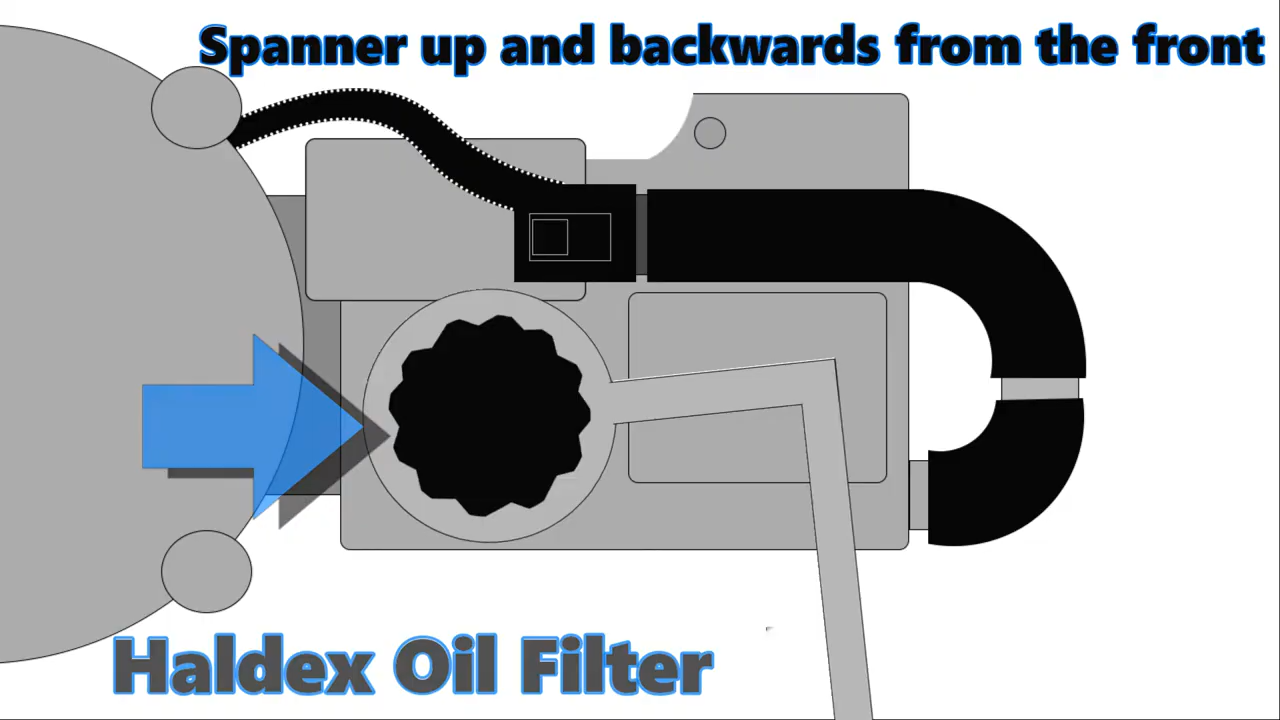 Spanner up and backwards from the front
Haldex Oil Filter